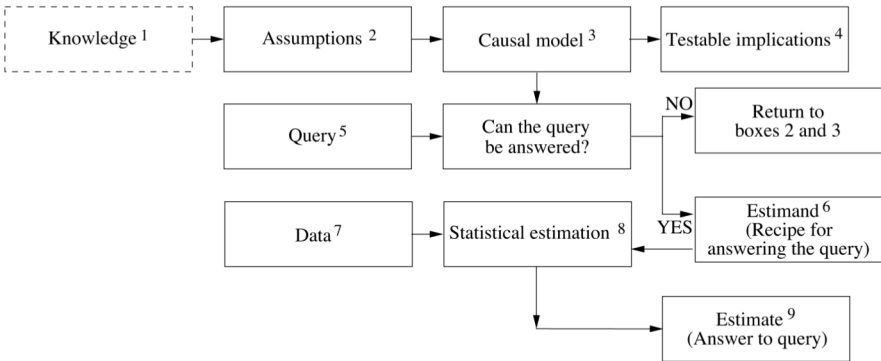 Knowledge 1
Assumptions 2
Causal model 3
Testable implications 4
Query 5
Can the query
be answered?
NO
Return to
boxes 2 and 3
YES
Estimand 6
(Recipe for
answering the query)
Data 7
Statistical estimation 8
Estimate 9
(Answer to query)